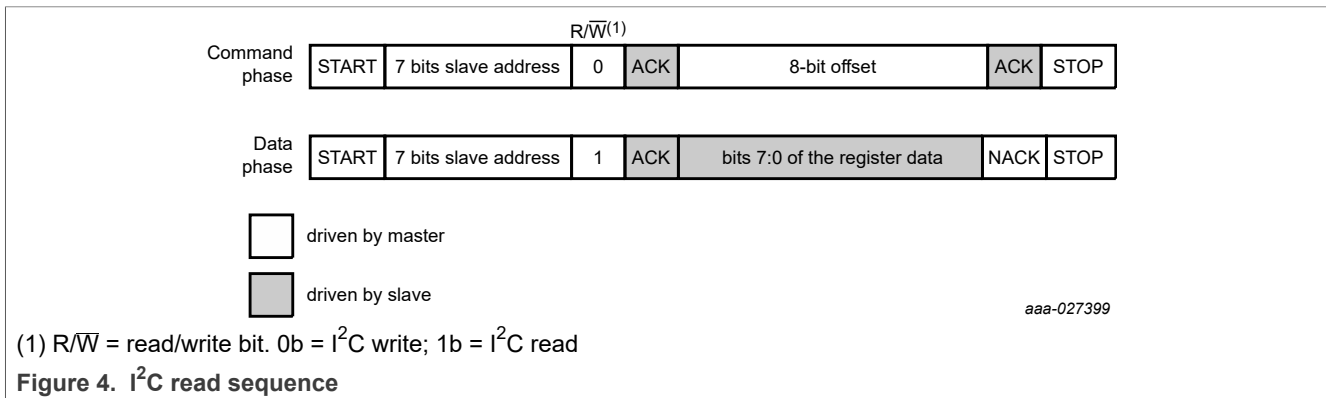 R/W̅(1)
Command
phase
START 7 bits slave address 0 ACK 8-bit offset ACK STOP
Data
phase
START 7 bits slave address 1 ACK bits 7:0 of the register data NACK STOP
driven by master
driven by slave
aaa-027399
(1) R/W̅ = read/write bit. 0b = I²C write; 1b = I²C read
Figure 4. I²C read sequence